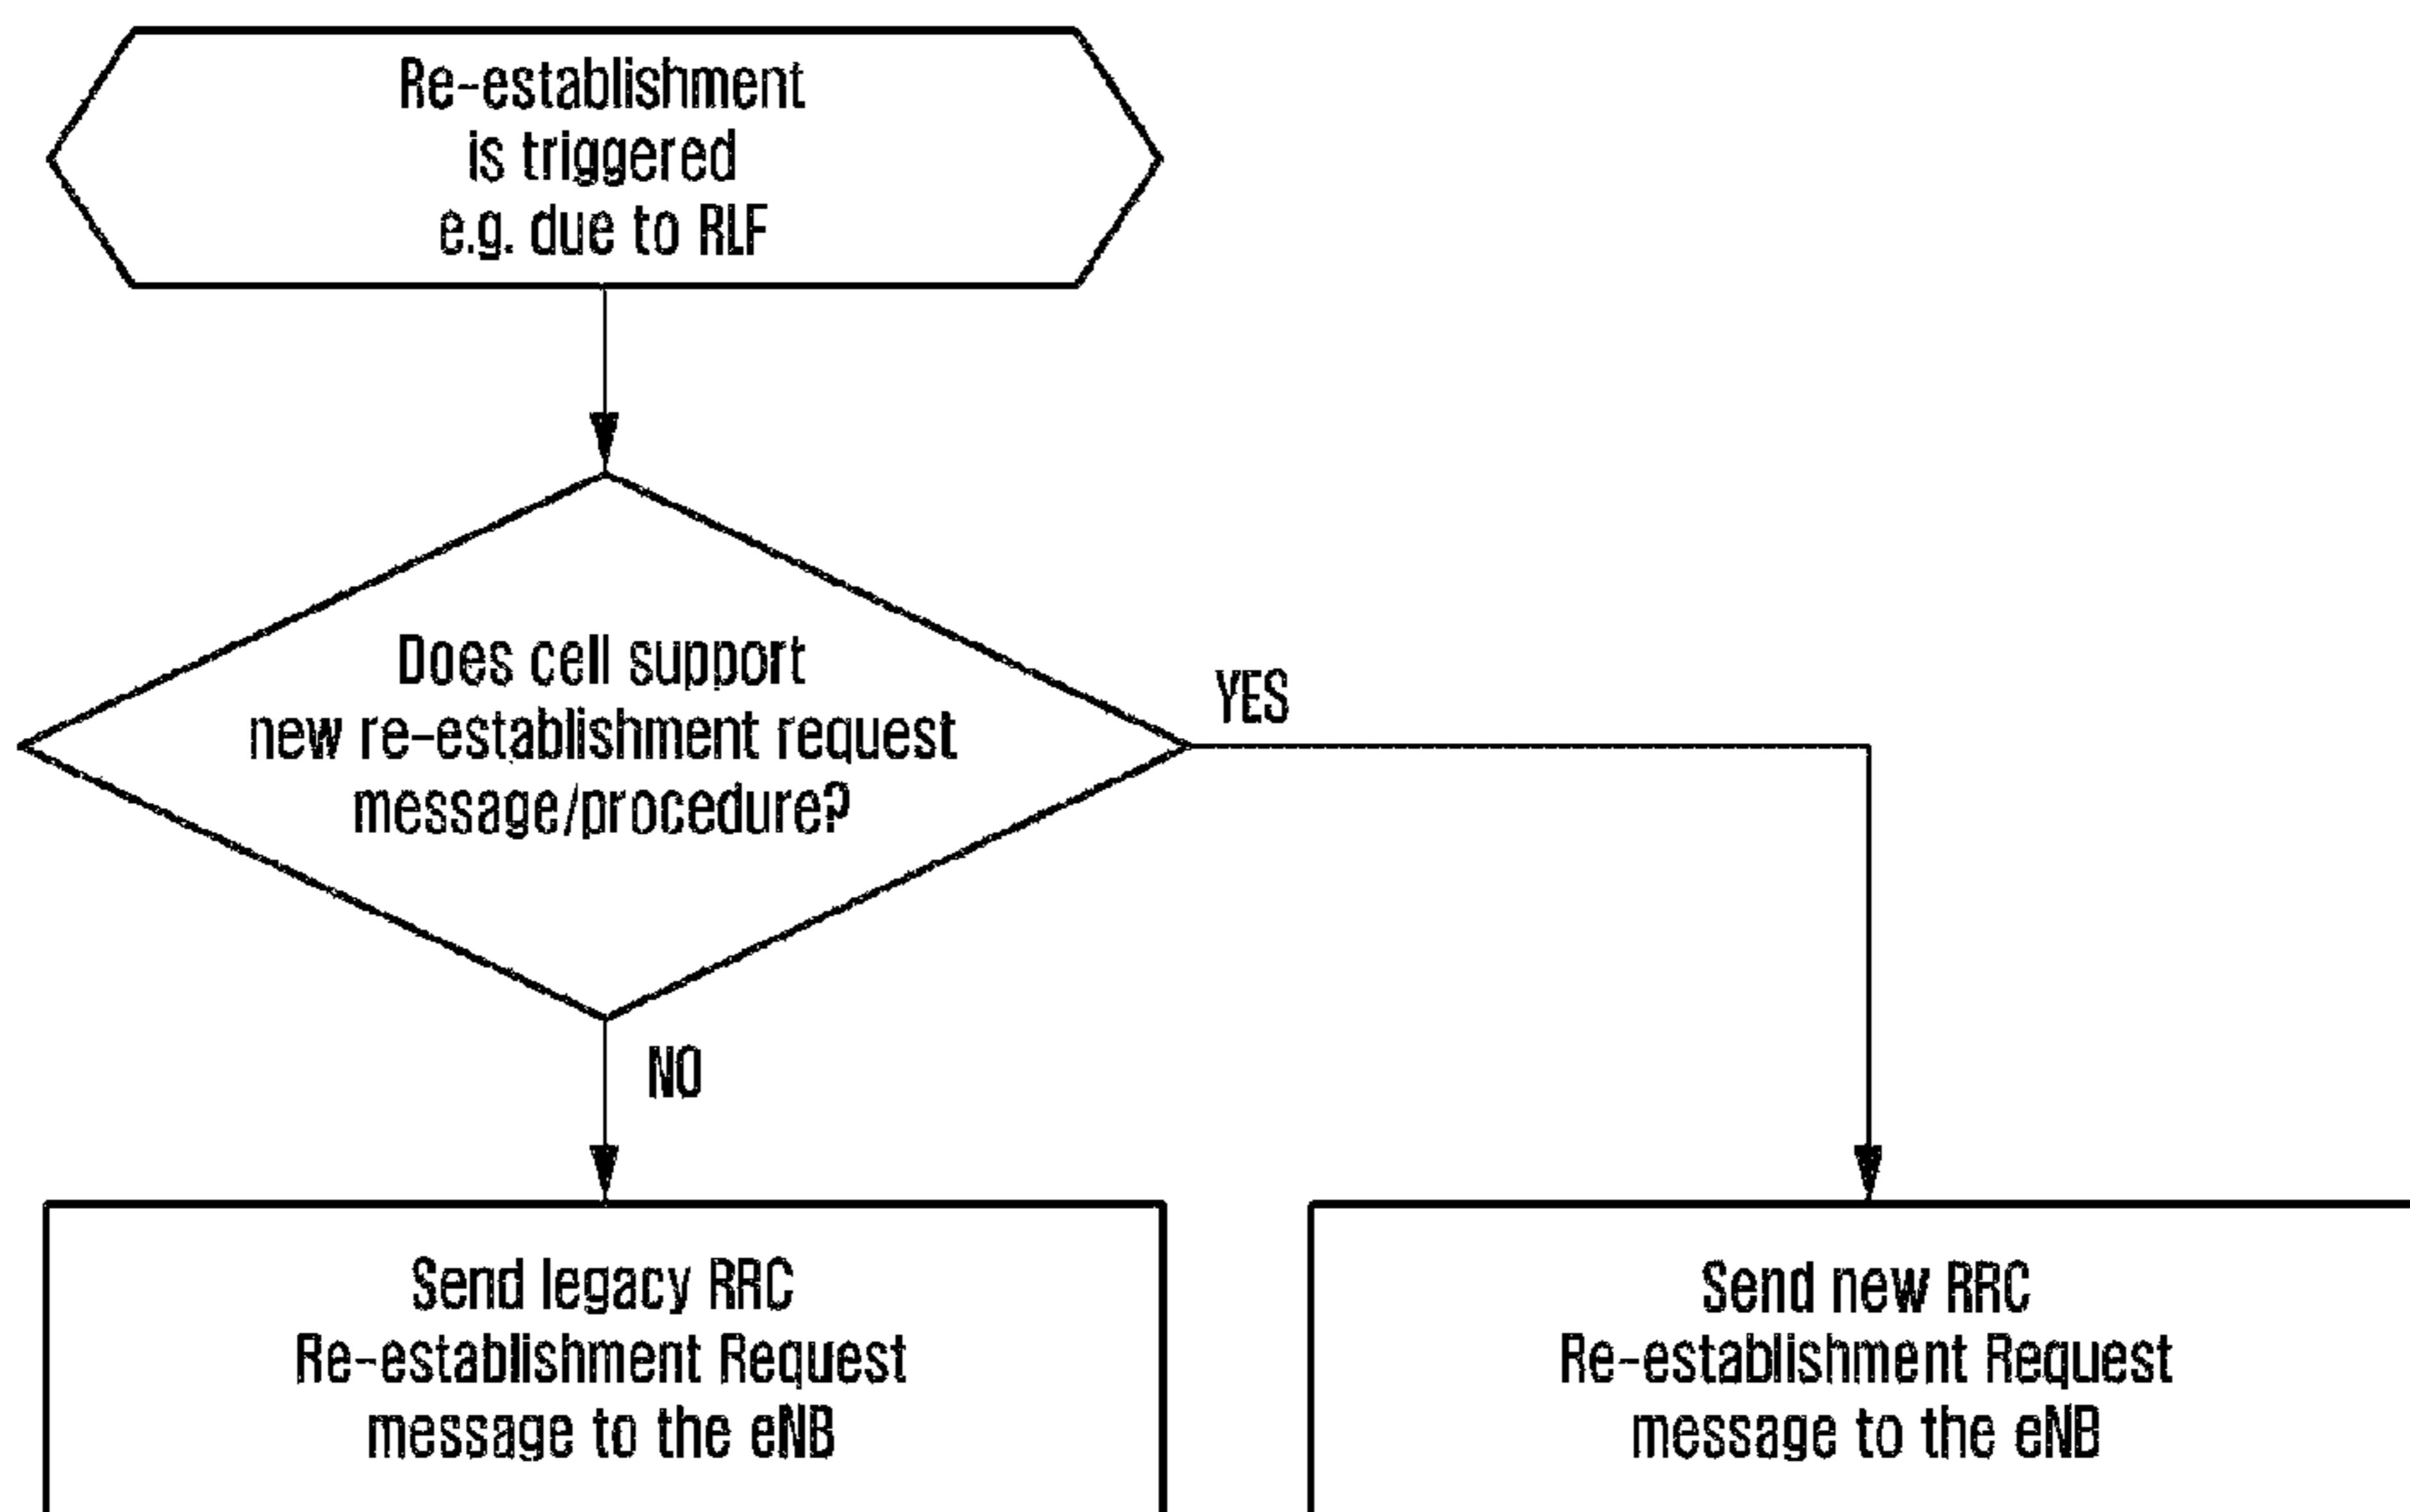 Re-establishment
is triggered
e.g. due to RLF
Does cell support
new re-establishment request
message/procedure?
YES
NO
Send legacy RRC
Re-establishment Request
message to the eNB
Send new RRC
Re-establishment Request
message to the eNB